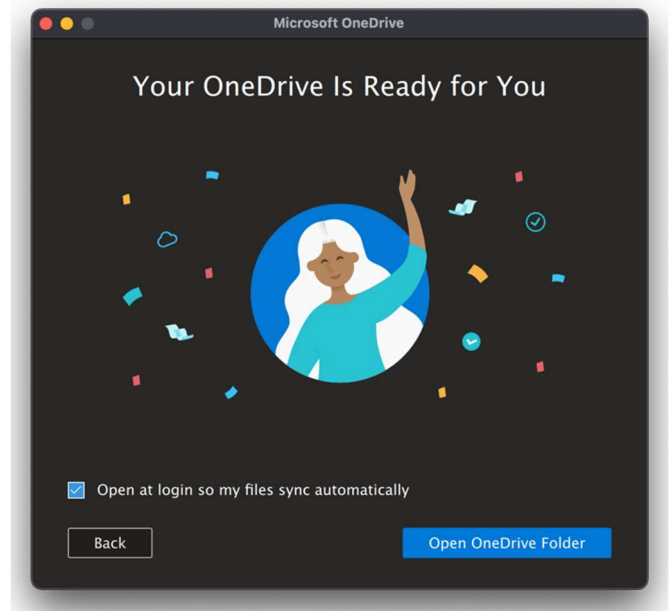 Microsoft OneDrive
Your OneDrive Is Ready for You
Open at login so my files sync automatically
Back
Open OneDrive Folder